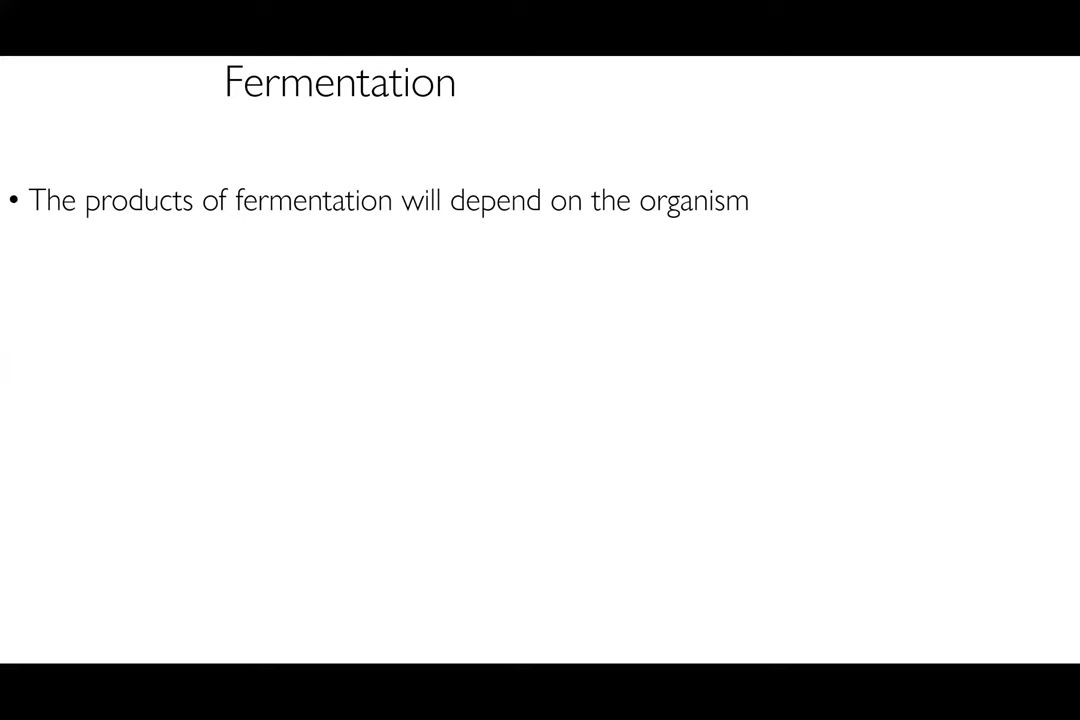 Fermentation
• The products of fermentation will depend on the organism